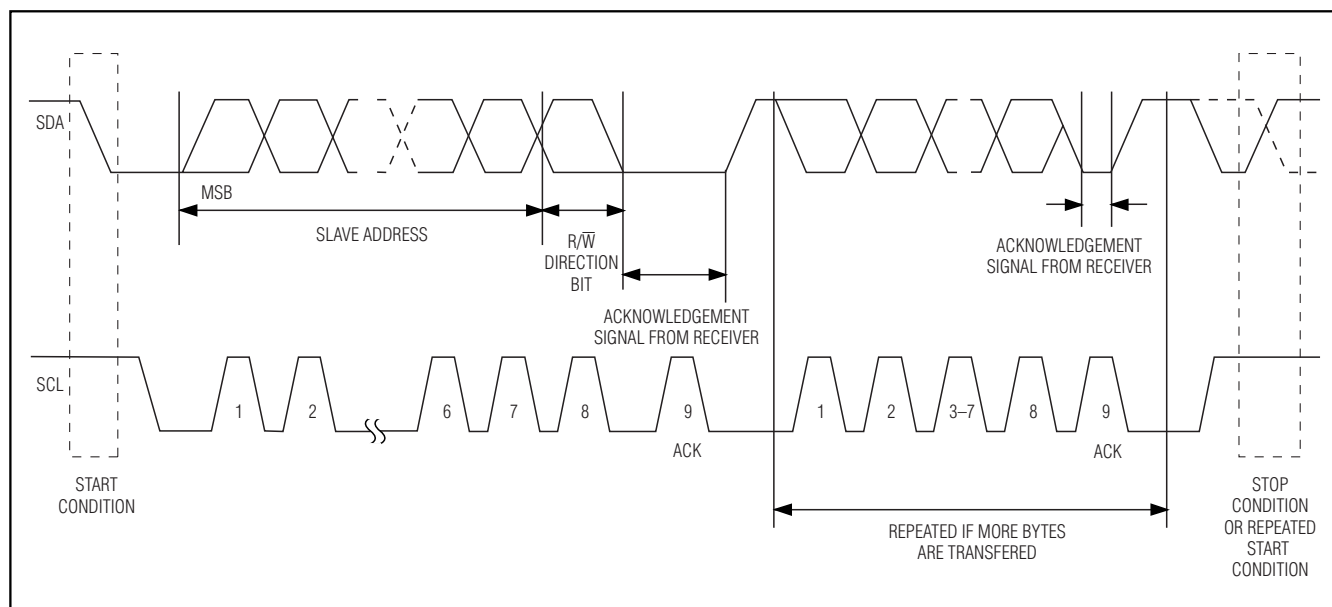 SDA
MSB
SLAVE ADDRESS
R/W̅
DIRECTION
BIT
ACKNOWLEDGEMENT
SIGNAL FROM RECEIVER
ACKNOWLEDGEMENT
SIGNAL FROM RECEIVER
SCL
1
2
6
7
8
9
ACK
1
2
3–7
8
9
ACK
START
CONDITION
REPEATED IF MORE BYTES
ARE TRANSFERED
STOP
CONDITION
OR REPEATED
START
CONDITION